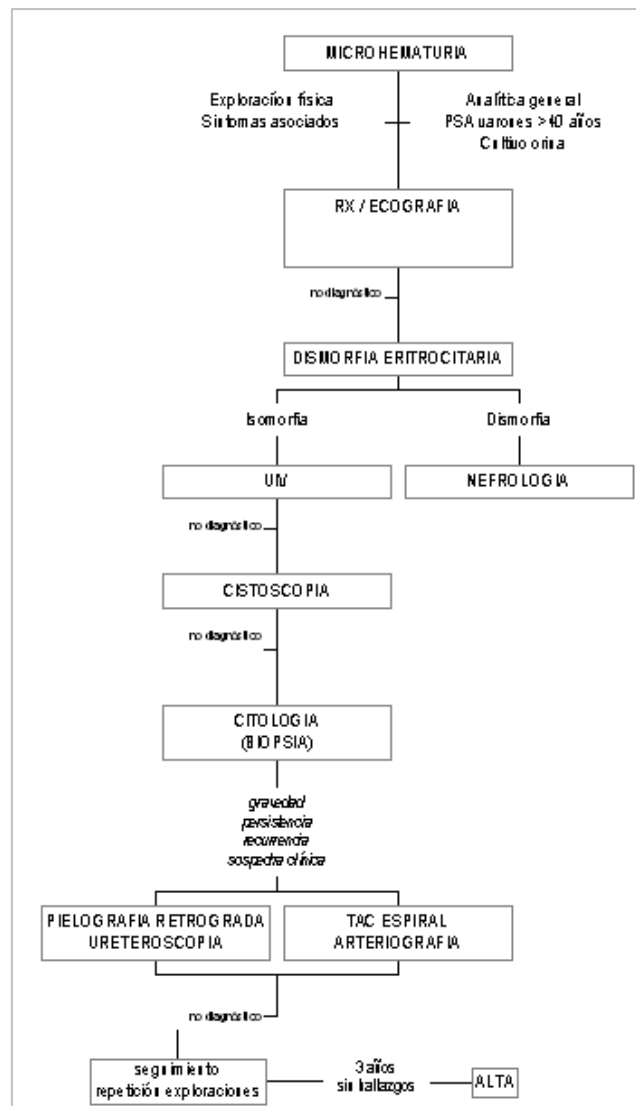 MICROHEMATURIA
Exploraciíon física
Síntomas asociados
Analítica general
PSA varones >40 años
Cultivo orina
RX / ECOGRAFIA
no diagnóstico
DISMORFIA ERITROCITARIA
Isomorfia
Dismorfia
UIV
NEFROLOGIA
no diagnóstico
CISTOSCOPIA
no diagnóstico
CITOLOGIA
(BIOPSIA)
gravedad
persistencia
recurrencia
sospecha clínica
PIELOGRAFIA RETROGRADA
URETEROSCOPIA
TAC ESPIRAL
ARTERIOGRAFIA
no diagnóstico
seguimiento
repetición exploraciones
3 años
sin hallazgos
ALTA